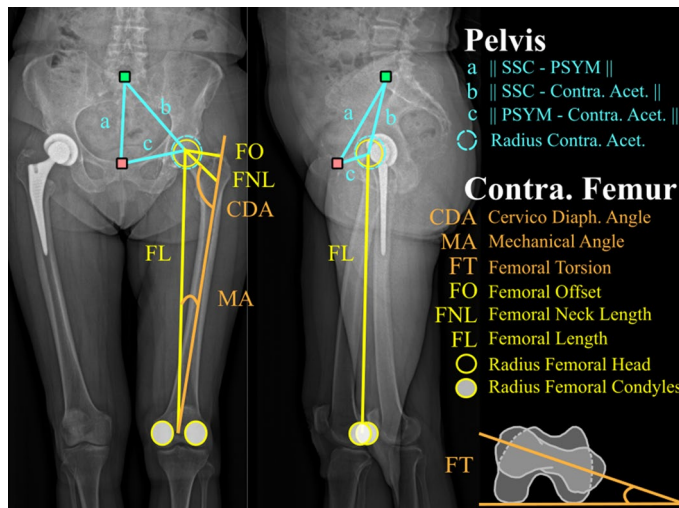 Pelvis
a || SSC - PSYM ||
b || SSC - Contra. Acet. ||
c || PSYM - Contra. Acet. ||
Radius Contra. Acet.
Contra. Femur
CDA Cervico Diaph. Angle
MA Mechanical Angle
FT Femoral Torsion
FO Femoral Offset
FNL Femoral Neck Length
FL Femoral Length
Radius Femoral Head
Radius Femoral Condyles
a
b
c
FO
FNL
CDA
FL
MA
a
b
c
FL
FT